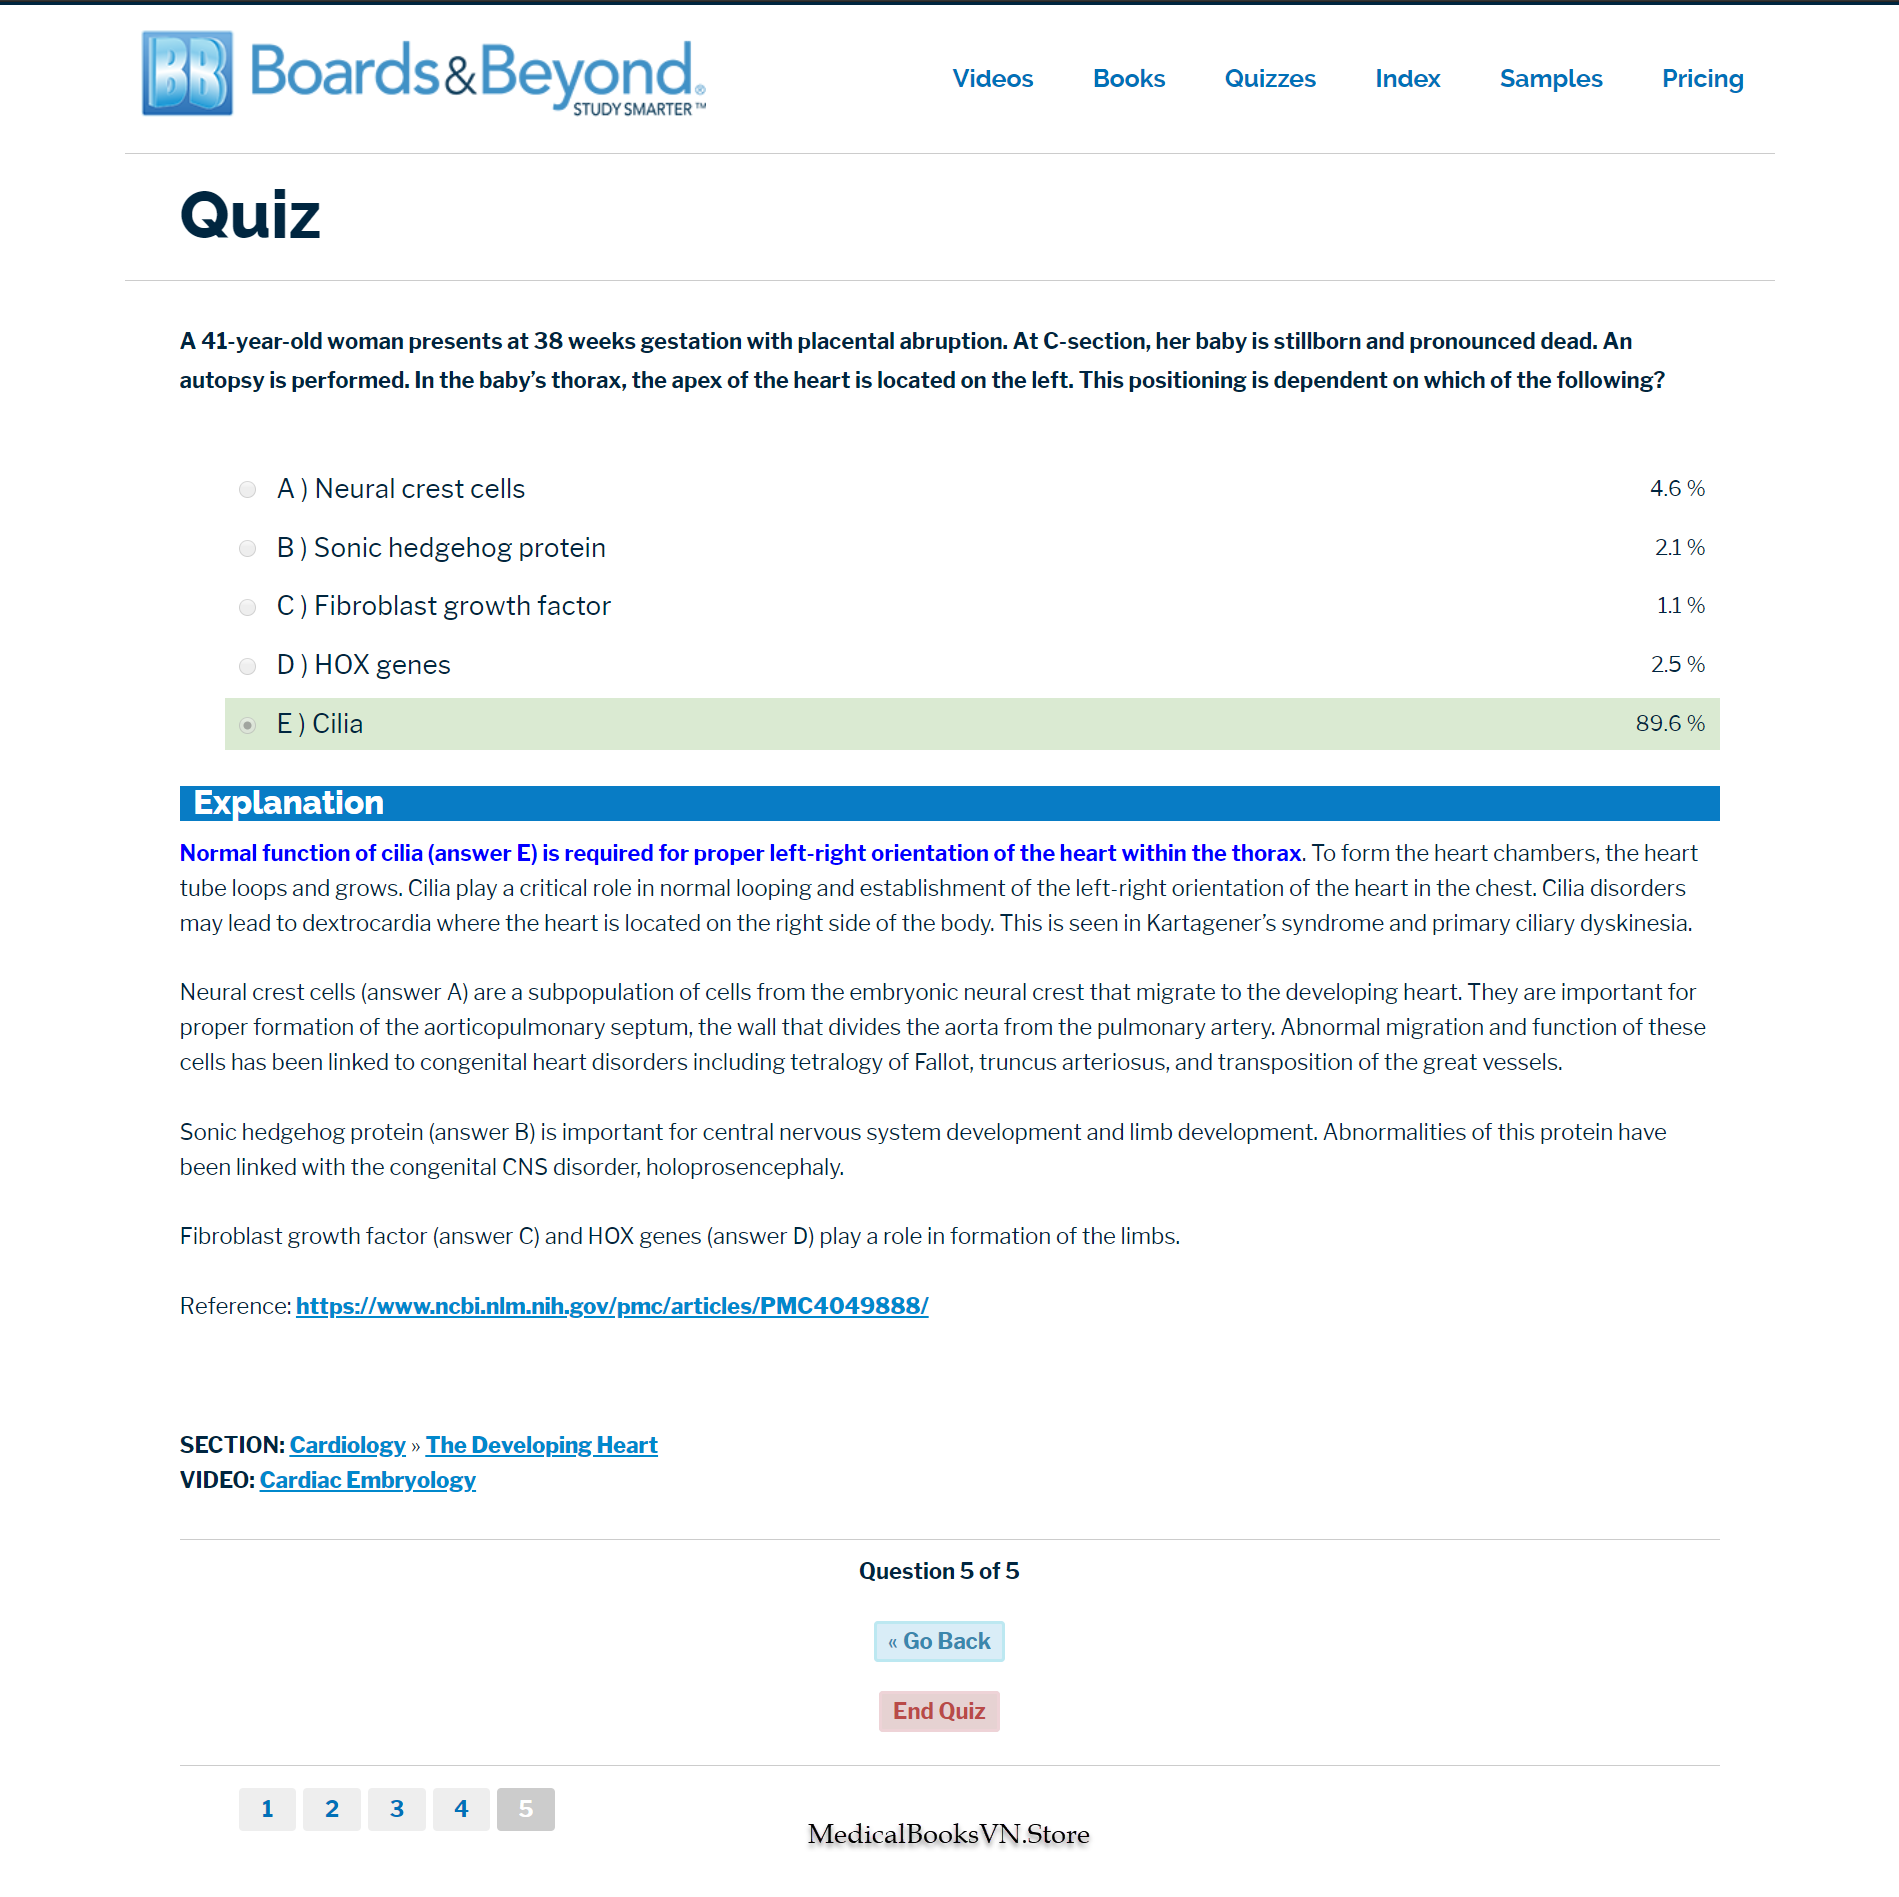 BB Boards&Beyond®
STUDY SMARTER™
Videos Books Quizzes Index Samples Pricing
Quiz
A 41-year-old woman presents at 38 weeks gestation with placental abruption. At C-section, her baby is stillborn and pronounced dead. An
autopsy is performed. In the baby’s thorax, the apex of the heart is located on the left. This positioning is dependent on which of the following?
A ) Neural crest cells 4.6 %
B ) Sonic hedgehog protein 2.1 %
C ) Fibroblast growth factor 1.1 %
D ) HOX genes 2.5 %
E ) Cilia 89.6 %
Explanation
Normal function of cilia (answer E) is required for proper left-right orientation of the heart within the thorax. To form the heart chambers, the heart
tube loops and grows. Cilia play a critical role in normal looping and establishment of the left-right orientation of the heart in the chest. Cilia disorders
may lead to dextrocardia where the heart is located on the right side of the body. This is seen in Kartagener’s syndrome and primary ciliary dyskinesia.
Neural crest cells (answer A) are a subpopulation of cells from the embryonic neural crest that migrate to the developing heart. They are important for
proper formation of the aorticopulmonary septum, the wall that divides the aorta from the pulmonary artery. Abnormal migration and function of these
cells has been linked to congenital heart disorders including tetralogy of Fallot, truncus arteriosus, and transposition of the great vessels.
Sonic hedgehog protein (answer B) is important for central nervous system development and limb development. Abnormalities of this protein have
been linked with the congenital CNS disorder, holoprosencephaly.
Fibroblast growth factor (answer C) and HOX genes (answer D) play a role in formation of the limbs.
Reference: https://www.ncbi.nlm.nih.gov/pmc/articles/PMC4049888/
SECTION: Cardiology » The Developing Heart
VIDEO: Cardiac Embryology
Question 5 of 5
« Go Back
End Quiz
1 2 3 4 5
MedicalBooksVN.Store